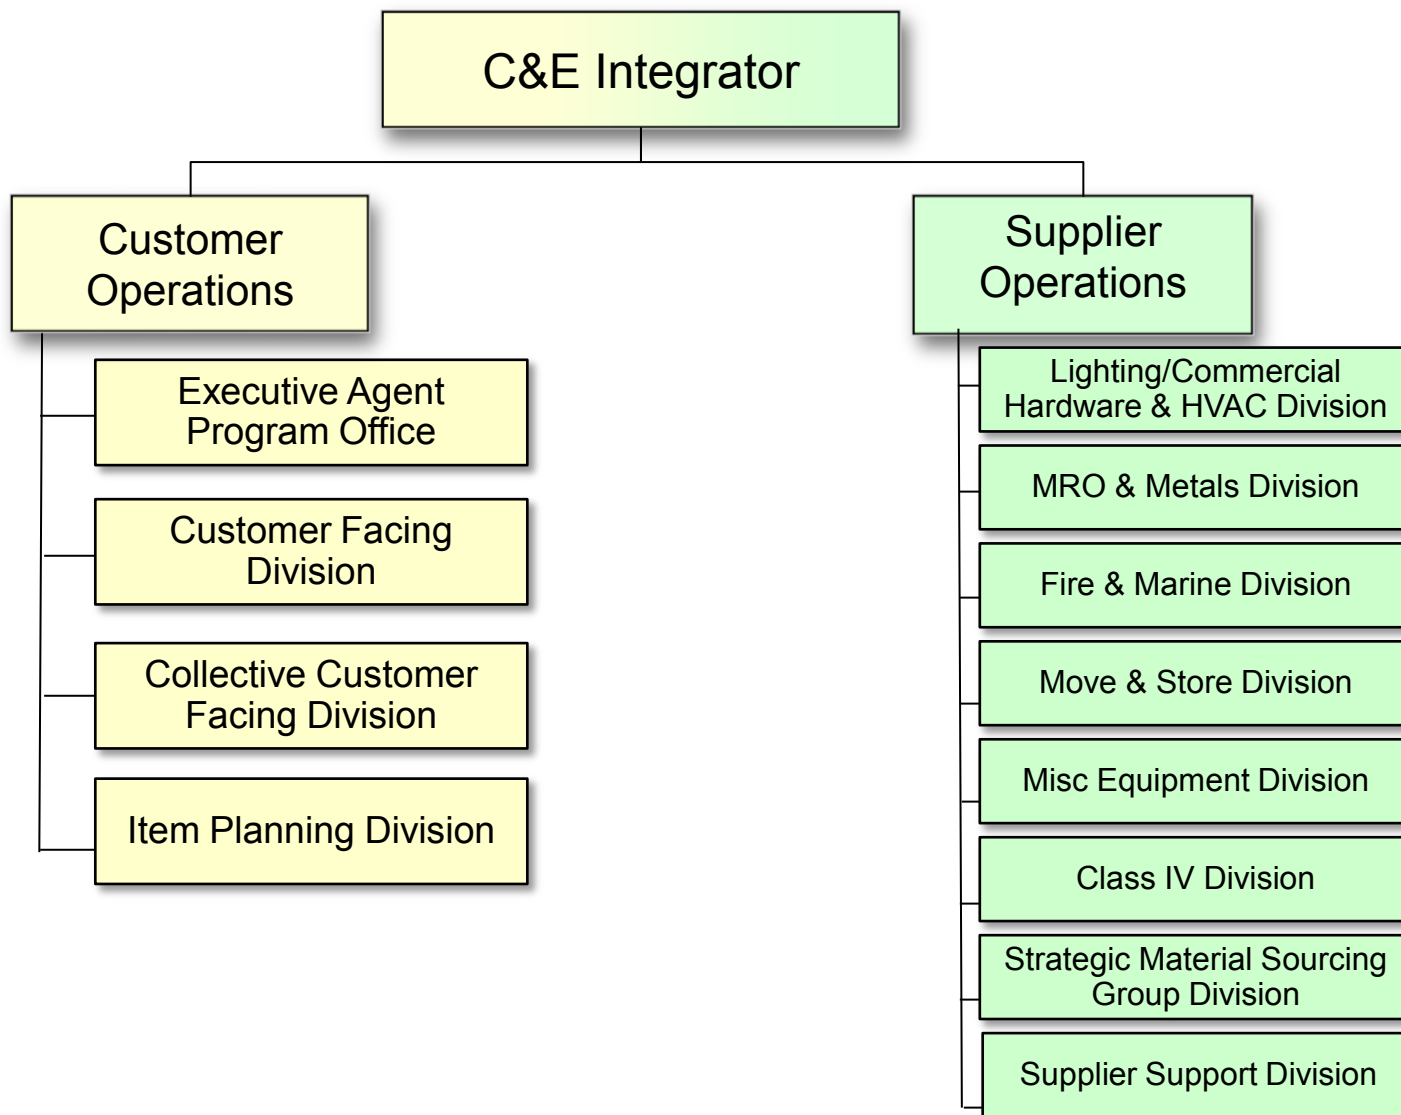 C&E Integrator
Customer
Operations
Executive Agent
Program Office
Customer Facing
Division
Collective Customer
Facing Division
Item Planning Division
Supplier
Operations
Lighting/Commercial
Hardware & HVAC Division
MRO & Metals Division
Fire & Marine Division
Move & Store Division
Misc Equipment Division
Class IV Division
Strategic Material Sourcing
Group Division
Supplier Support Division